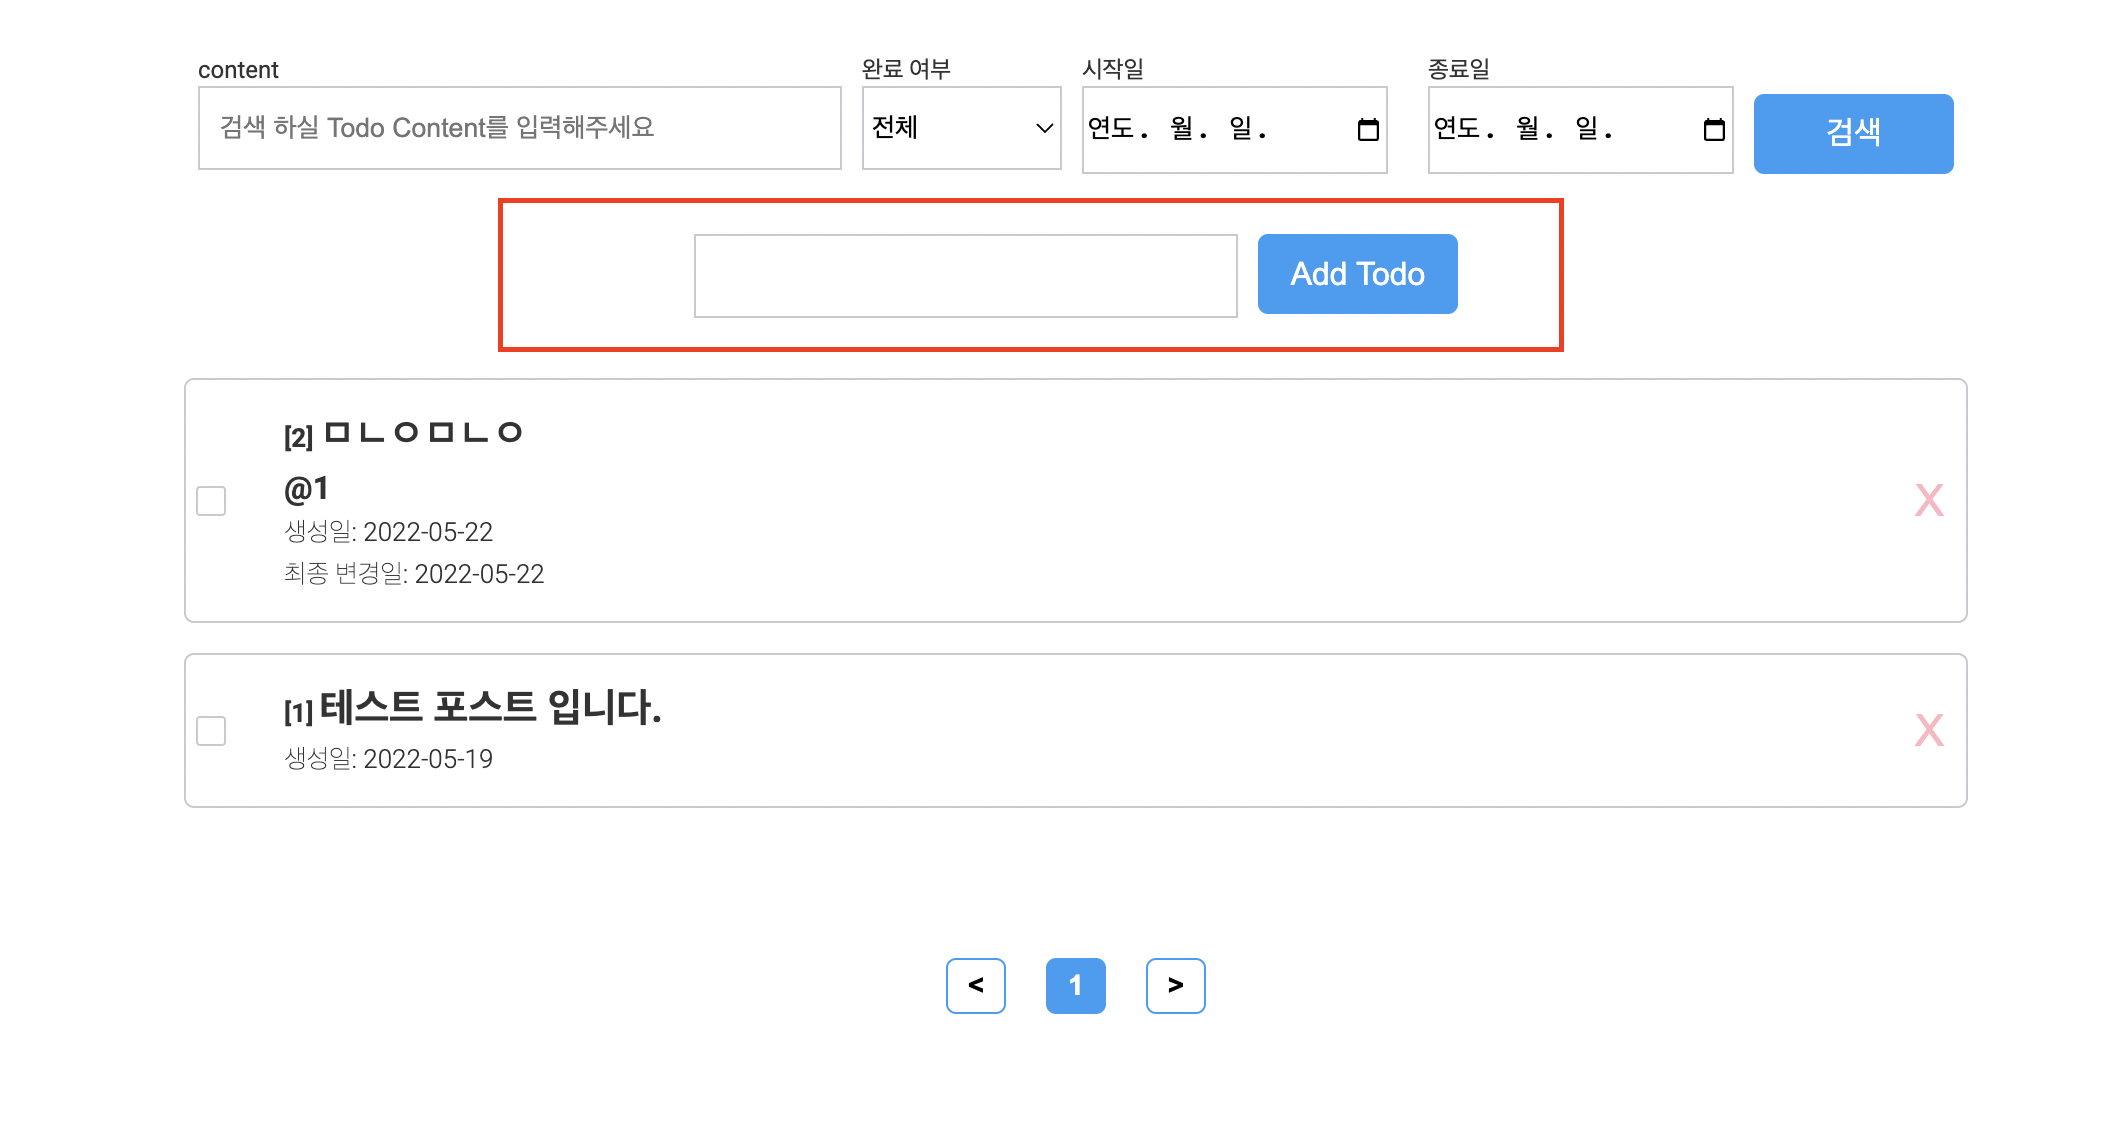 content 완료 여부 시작일 종료일
검색 하실 Todo Content를 입력해주세요 전체 연도. 월. 일. 연도. 월. 일. 검색
Add Todo
[2] ㅁㄴㅇㅁㄴㅇ
@1
생성일: 2022-05-22
최종 변경일: 2022-05-22
X
[1] 테스트 포스트 입니다.
생성일: 2022-05-19
X
< 1 >